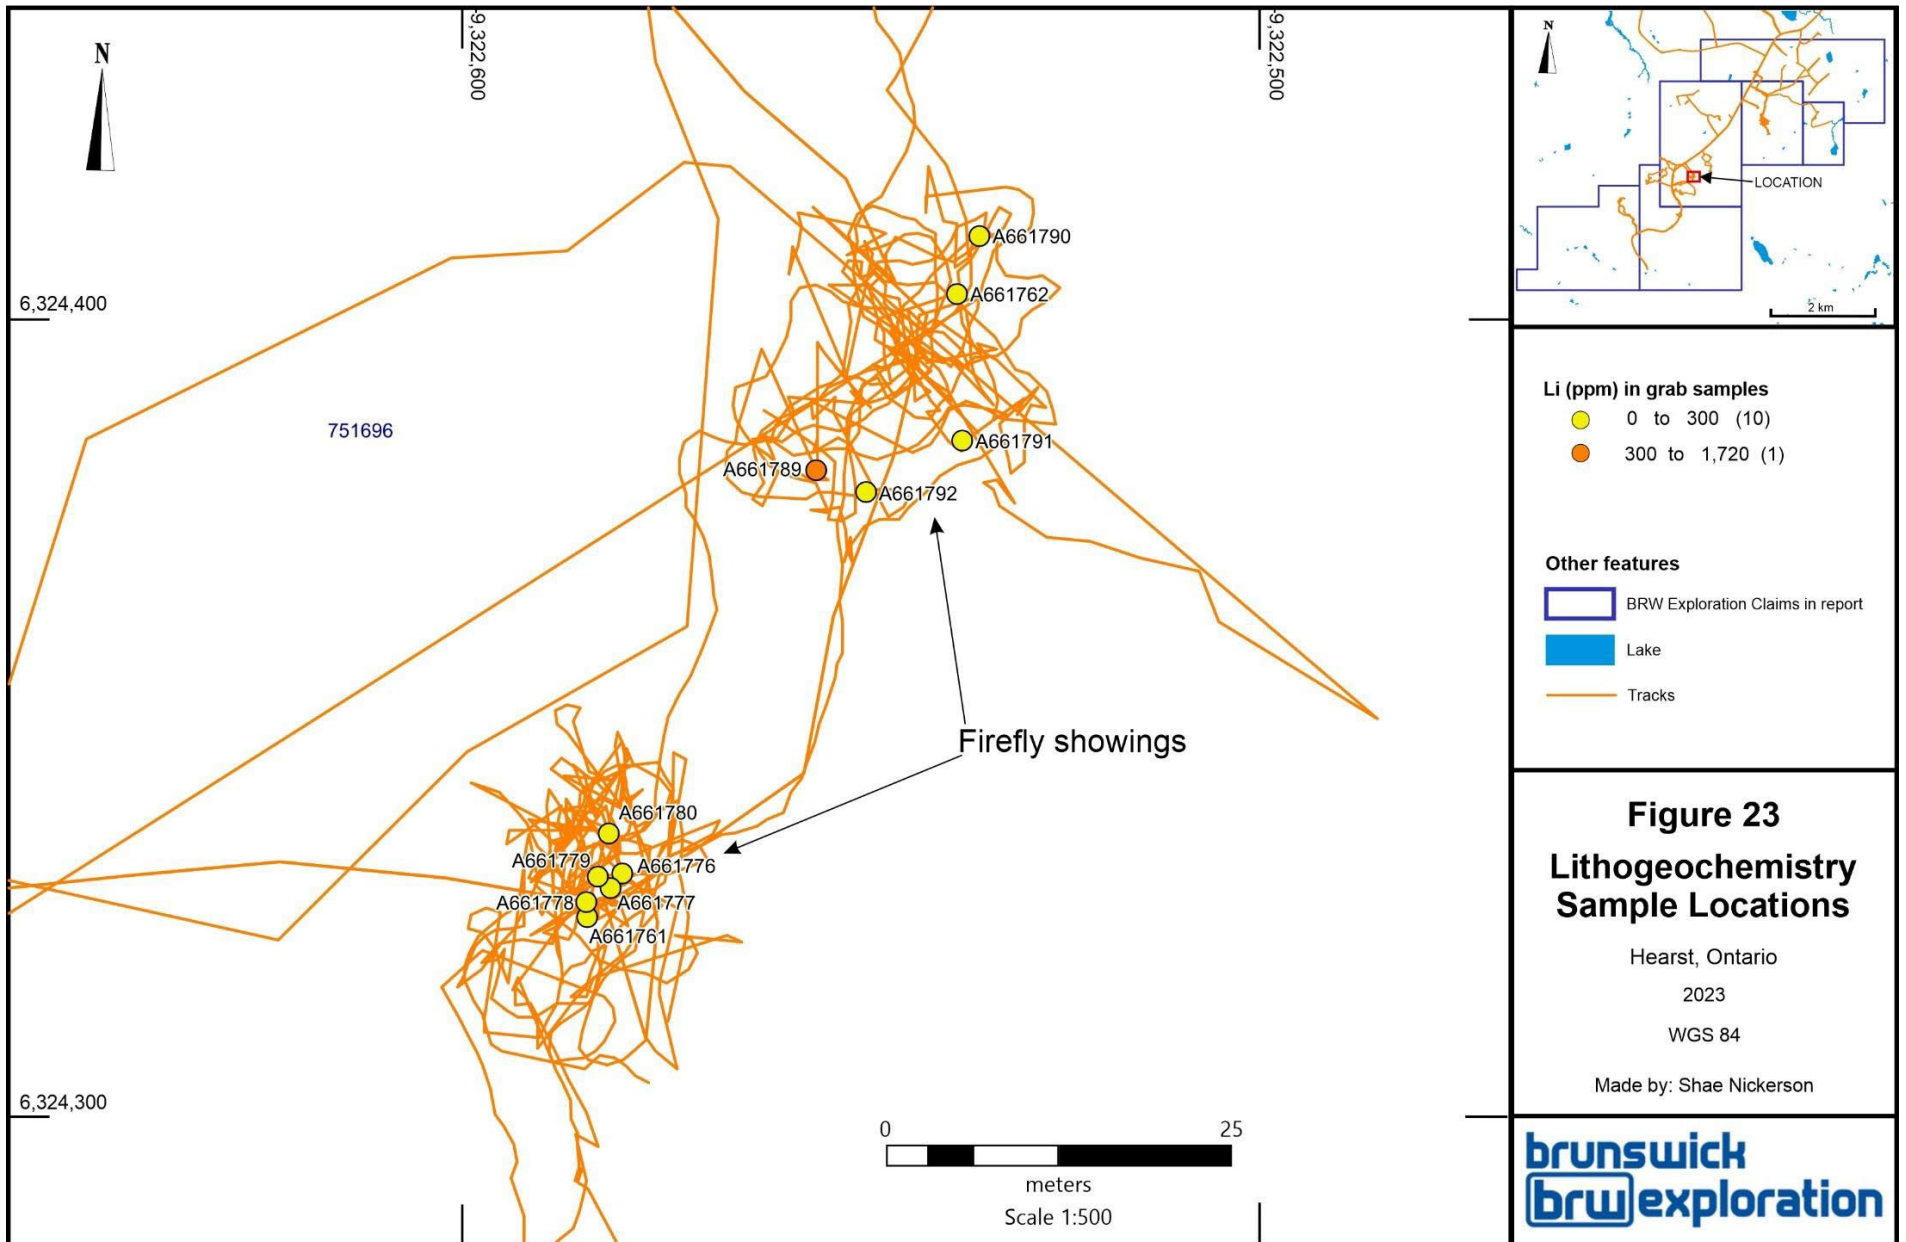 N
-9,322,600
-9,322,500
6,324,400
751696
A661790
A661762
A661791
A661789
A661792
Firefly showings
A661780
A661779
A661776
A661778
A661777
A661761
6,324,300
0 25
meters
Scale 1:500
N
LOCATION
2 km
Li (ppm) in grab samples
0 to 300 (10)
300 to 1,720 (1)
Other features
BRW Exploration Claims in report
Lake
Tracks
Figure 23
Lithogeochemistry
Sample Locations
Hearst, Ontario
2023
WGS 84
Made by: Shae Nickerson
brunswick
brw exploration